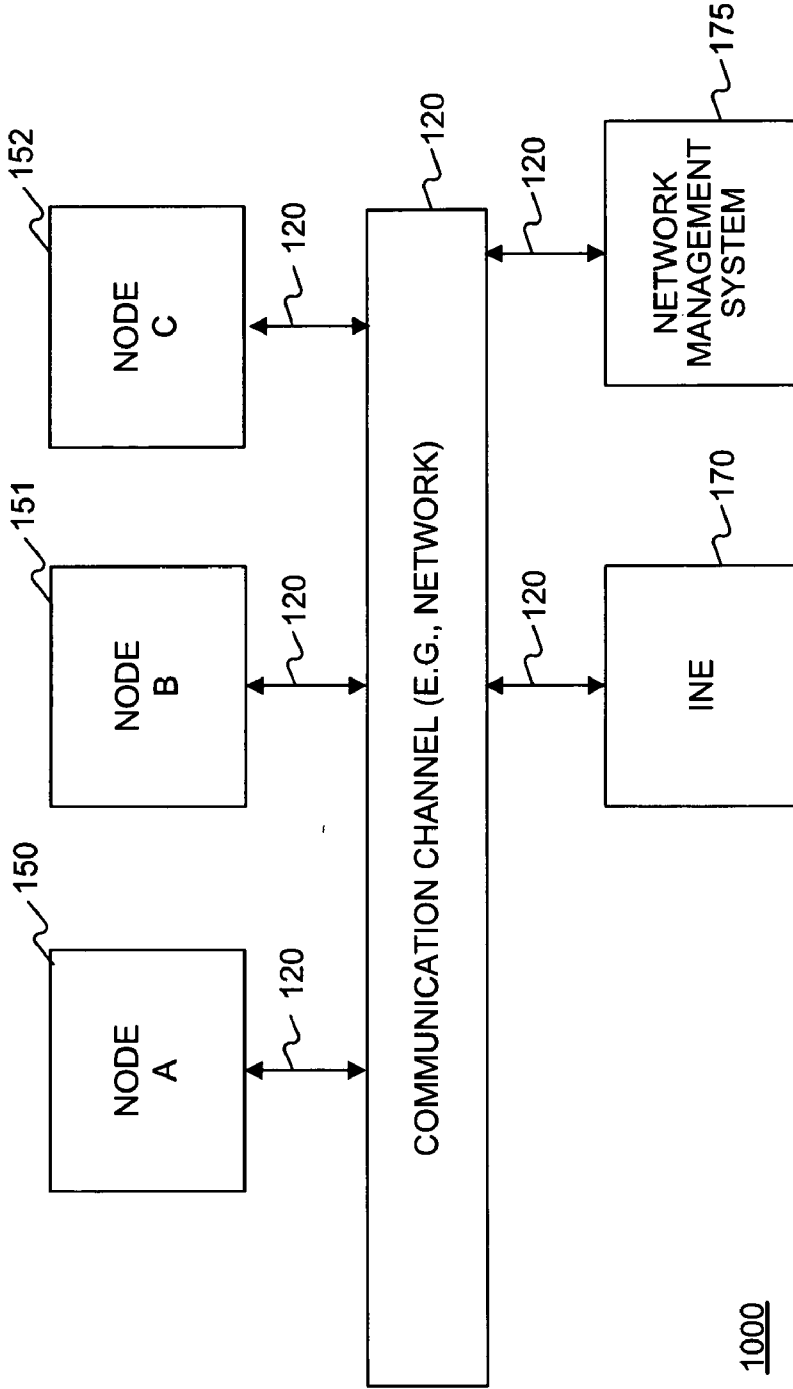 150
151
152
NODE
A
NODE
B
NODE
C
120
120
120
120
COMMUNICATION CHANNEL (E.G., NETWORK)
120
120
170
175
INE
NETWORK
MANAGEMENT
SYSTEM
1000